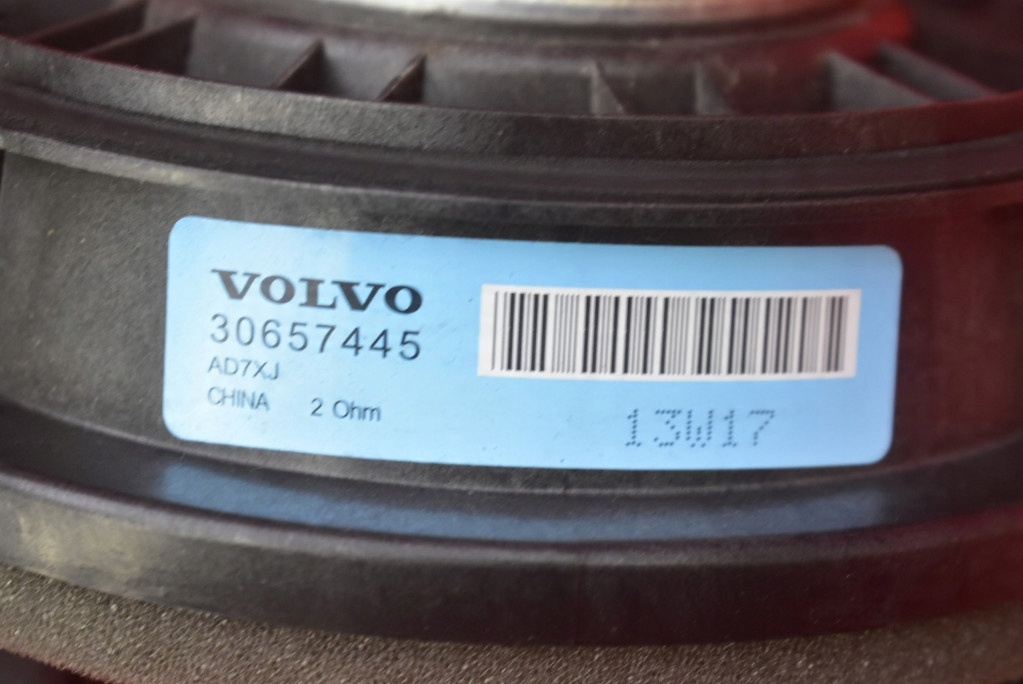 VOLVO
30657445
AD7XJ
CHINA 2 Ohm
13W17